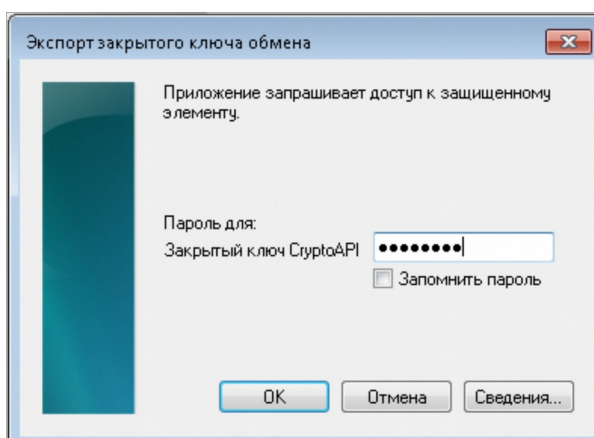 Экспорт закрытого ключа обмена
Приложение запрашивает доступ к защищенному
элементу.
Пароль для:
Закрытый ключ CryptoAPI ●●●●●●●●
Запомнить пароль
OK Отмена Сведения...